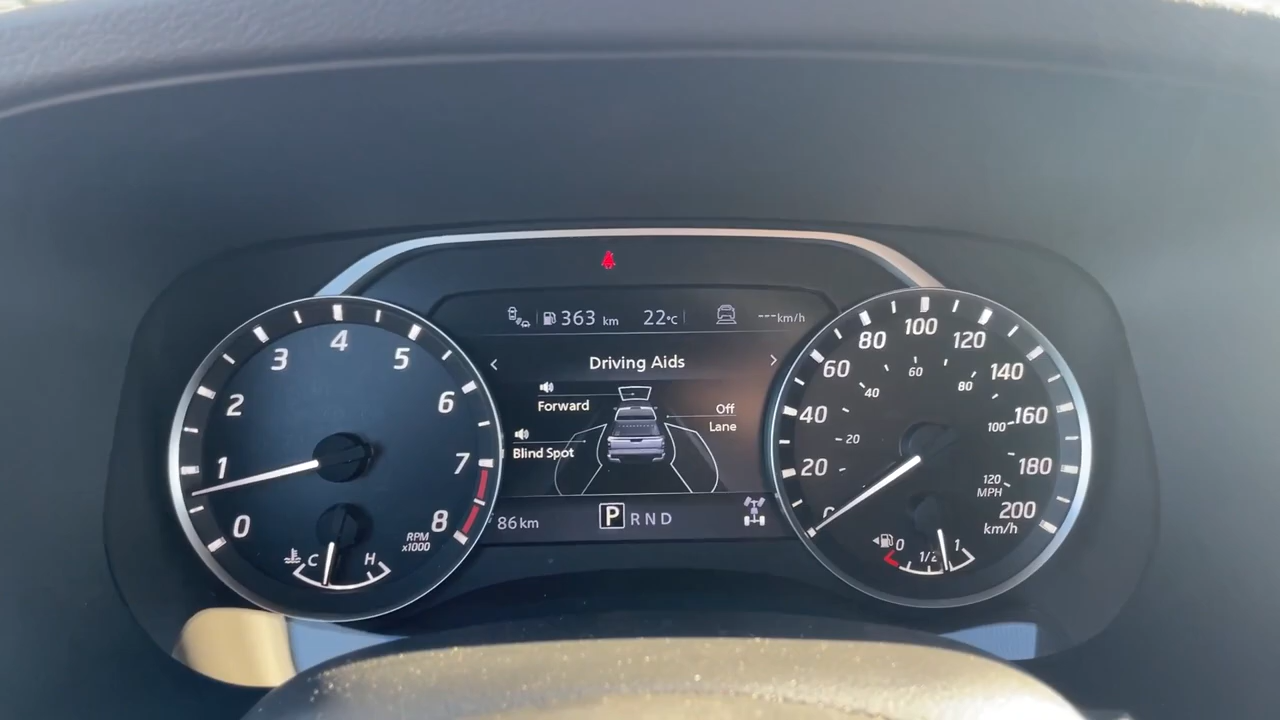 363 km
22°C
---km/h
< Driving Aids >
Forward
Off
Lane
Blind Spot
86 km
P R N D
0
1
2
3
4
5
6
7
8
RPM
x1000
C H
20
40
60
80
100
120
140
160
180
200
km/h
20
40
60
80
100
120
MPH
0 1/2 1